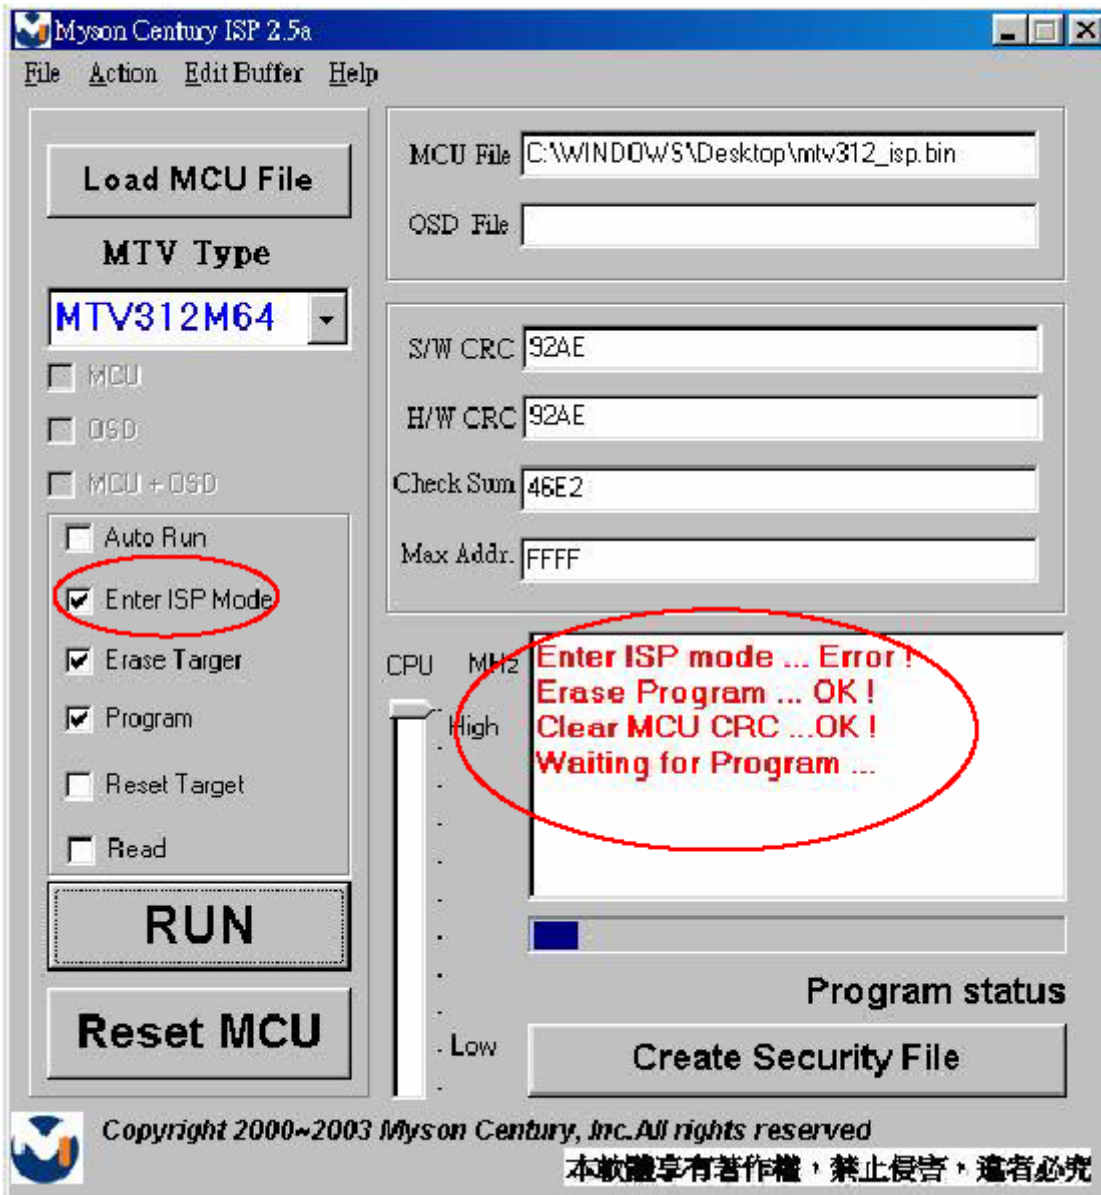 Myson Century ISP 2.5a
File Action Edit Buffer Help
Load MCU File
MTV Type
MTV312M64
MCU
OSD
MCU + OSD
Auto Run
Enter ISP Mode
Erase Targer
Program
Reset Target
Read
RUN
Reset MCU
MCU File C:\WINDOWS\Desktop\mtv312_isp.bin
OSD File
S/W CRC 92AE
H/W CRC 92AE
Check Sum 46E2
Max Addr. FFFF
CPU MHz
High
Low
Enter ISP mode ... Error !
Erase Program ... OK !
Clear MCU CRC ...OK !
Waiting for Program ...
Program status
Create Security File
Copyright 2000~2003 Myson Century, Inc.All rights reserved
本軟體享有著作權，禁止侵害，違者必究